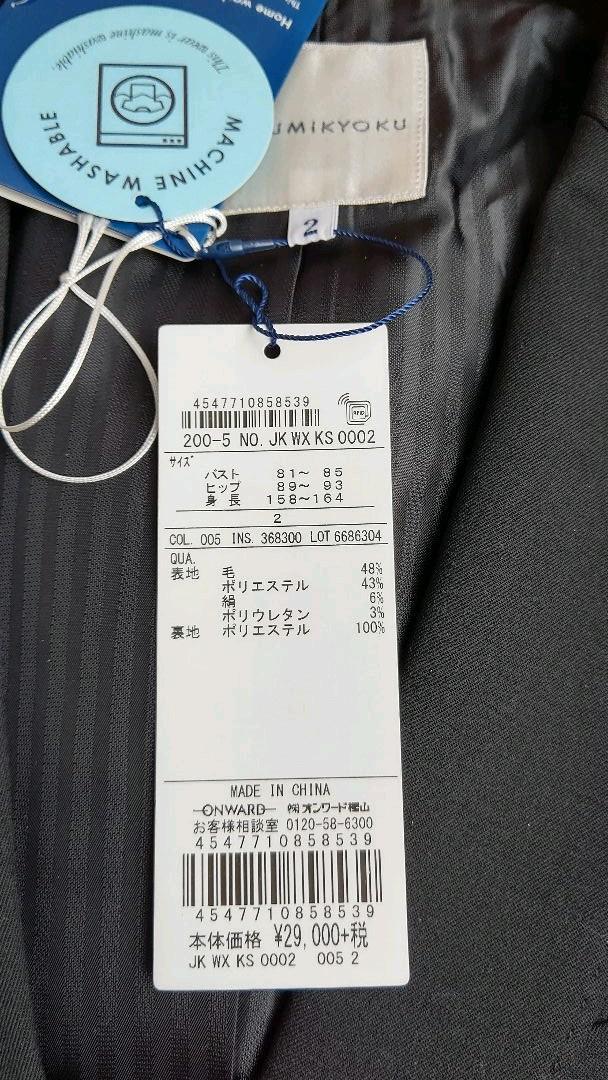 Home wa
This wear is mashine washable.
MACHINE WASHABLE
UMIKYOKU
2
4547710858539
RFID
200-5 NO. JK WX KS 0002
サイズ
バスト 81～ 85
ヒップ 89～ 93
身 長 158～164
2
COL. 005 INS. 368300 LOT 6686304
QUA.
表地 毛 48%
ポリエステル 43%
絹 6%
ポリウレタン 3%
裏地 ポリエステル 100%
MADE IN CHINA
ONWARD ㈱オンワード樫山
お客様相談室 0120-58-6300
4547710858539
4547710858539
本体価格 ¥29,000+税
JK WX KS 0002 005 2